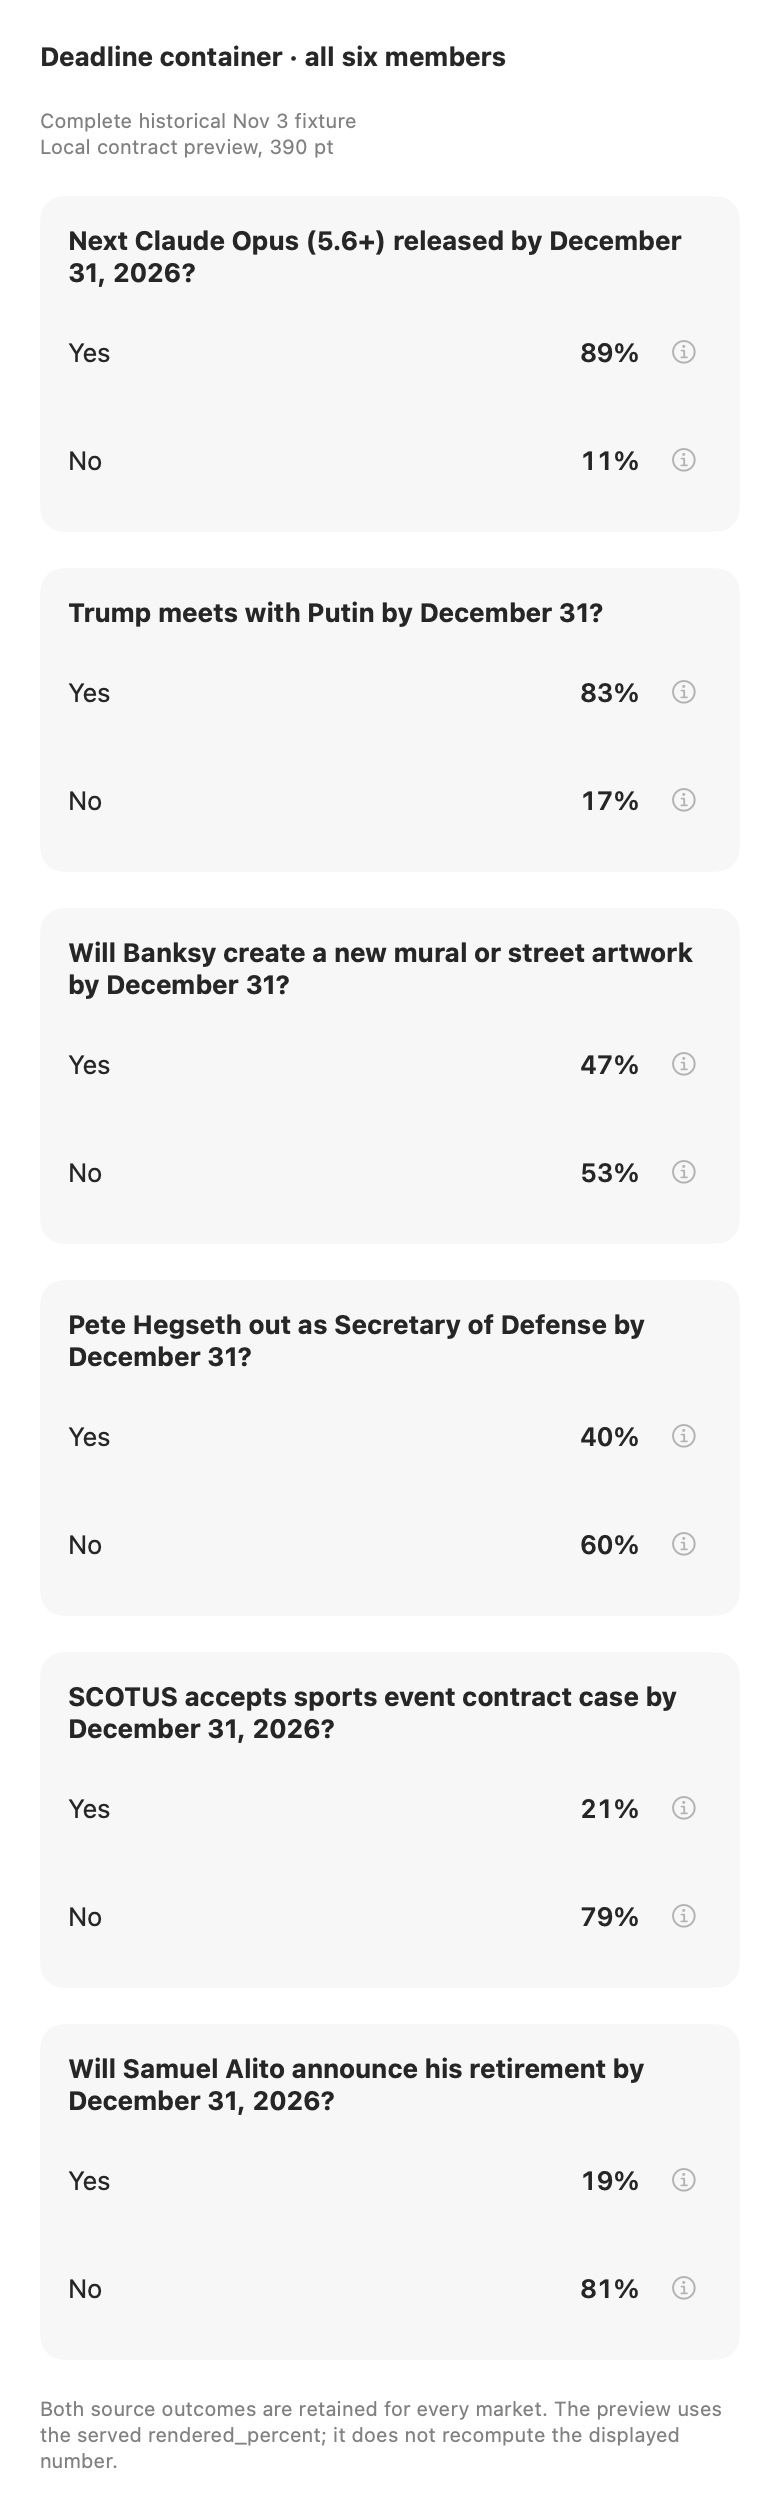 Deadline container · all six members
Complete historical Nov 3 fixture
Local contract preview, 390 pt
Next Claude Opus (5.6+) released by December
31, 2026?
Yes 89%
No 11%
Trump meets with Putin by December 31?
Yes 83%
No 17%
Will Banksy create a new mural or street artwork
by December 31?
Yes 47%
No 53%
Pete Hegseth out as Secretary of Defense by
December 31?
Yes 40%
No 60%
SCOTUS accepts sports event contract case by
December 31, 2026?
Yes 21%
No 79%
Will Samuel Alito announce his retirement by
December 31, 2026?
Yes 19%
No 81%
Both source outcomes are retained for every market. The preview uses
the served rendered_percent; it does not recompute the displayed
number.